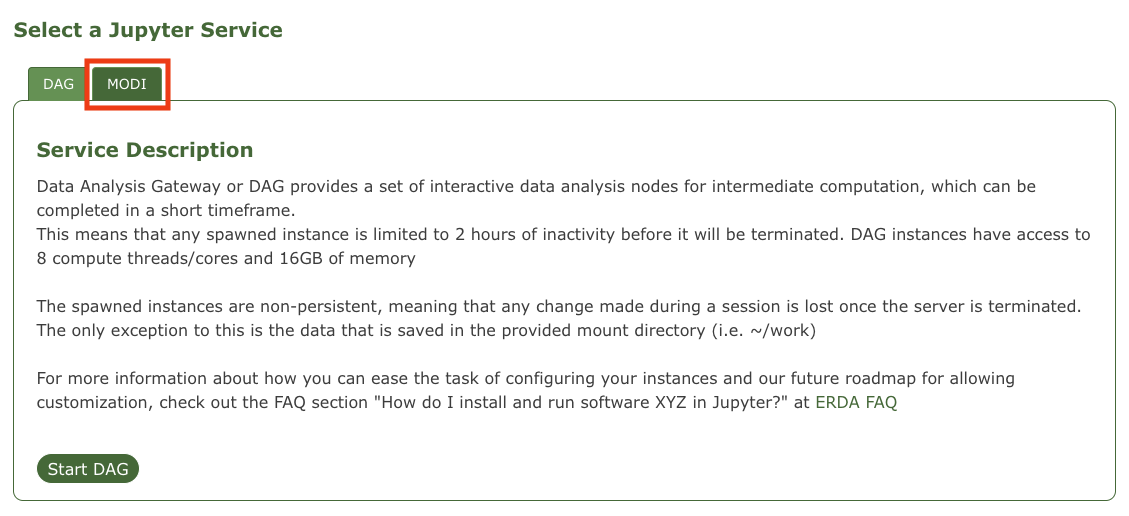 Select a Jupyter Service
DAG MODI
Service Description
Data Analysis Gateway or DAG provides a set of interactive data analysis nodes for intermediate computation, which can be
completed in a short timeframe.
This means that any spawned instance is limited to 2 hours of inactivity before it will be terminated. DAG instances have access to
8 compute threads/cores and 16GB of memory
The spawned instances are non-persistent, meaning that any change made during a session is lost once the server is terminated.
The only exception to this is the data that is saved in the provided mount directory (i.e. ~/work)
For more information about how you can ease the task of configuring your instances and our future roadmap for allowing
customization, check out the FAQ section "How do I install and run software XYZ in Jupyter?" at ERDA FAQ
Start DAG